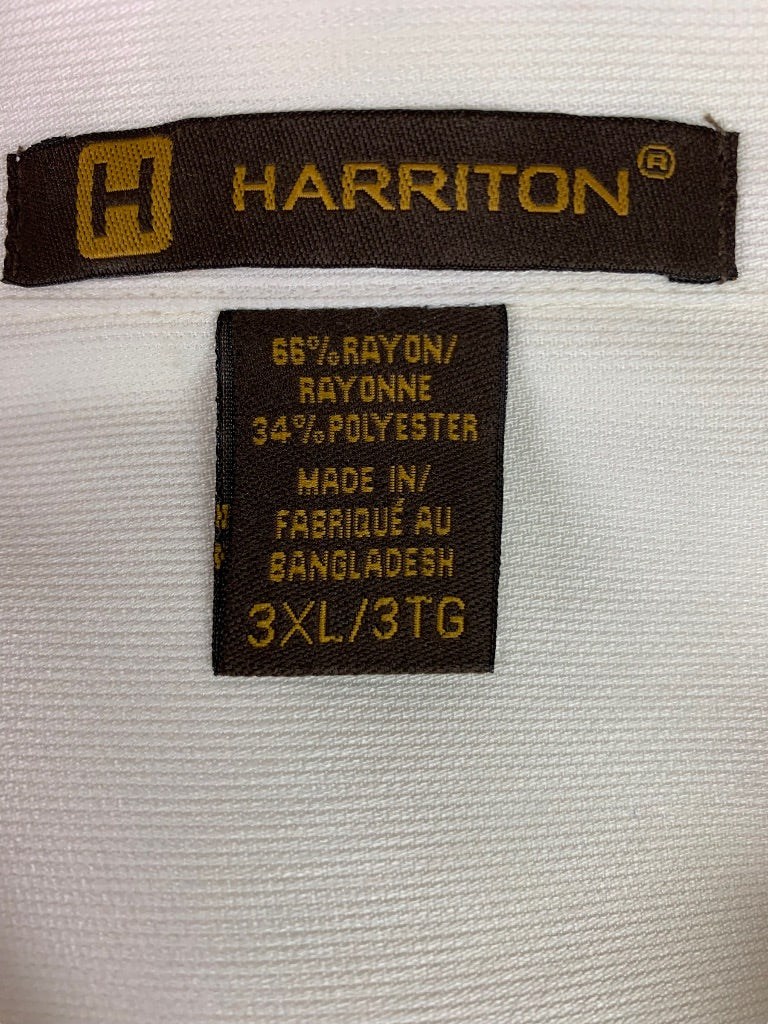 H HARRITON®
66% RAYON/
RAYONNE
34% POLYESTER
MADE IN/
FABRIQUÉ AU
BANGLADESH
3XL/3TG